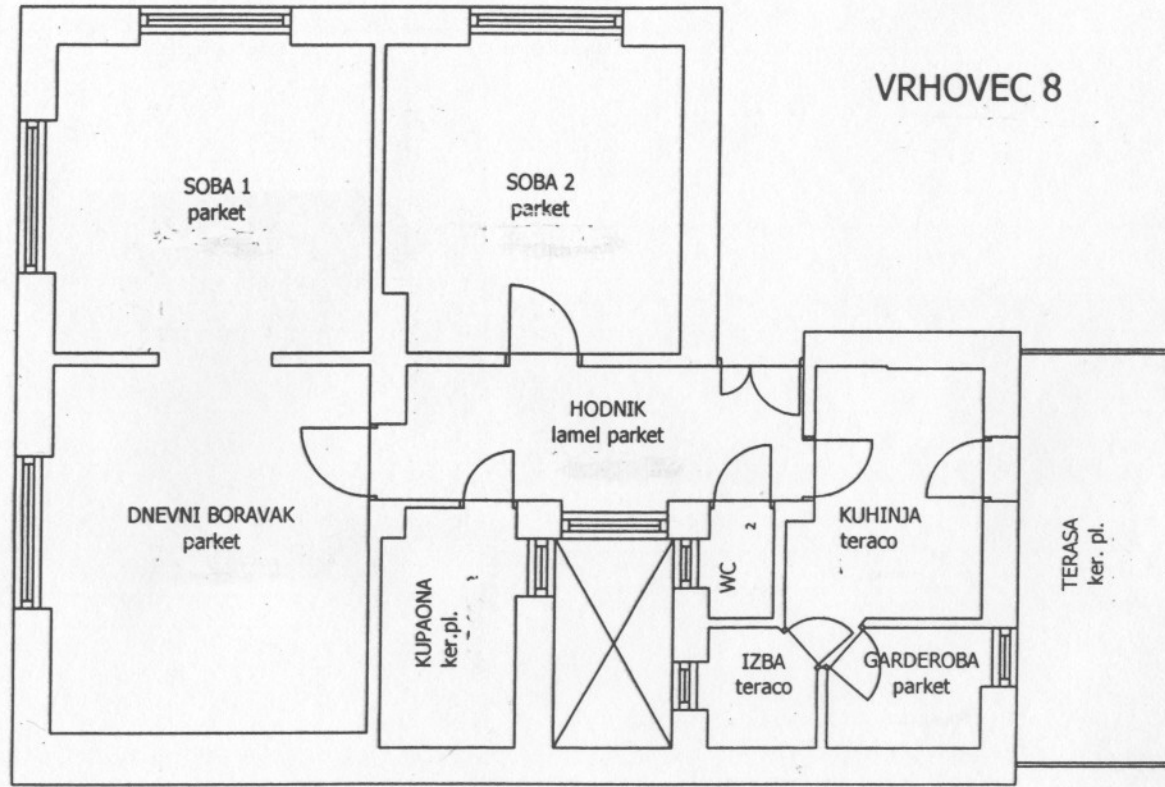 VRHOVEC 8
SOBA 1
parket
SOBA 2
parket
HODNIK
lamel parket
DNEVNI BORAVAK
parket
KUPAONA
ker.pl.
WC
2
KUHINJA
teraco
TERASA
ker. pl.
IZBA
teraco
GARDEROBA
parket